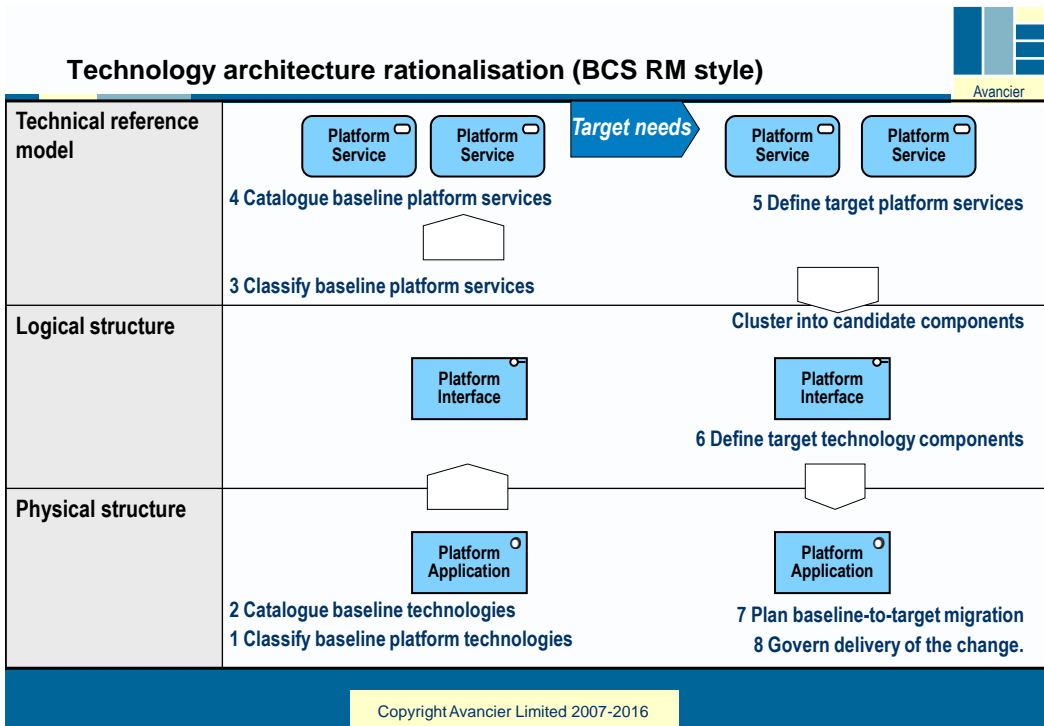 Technology architecture rationalisation (BCS RM style)
Avancier
Technical reference
model
Platform
Service
Platform
Service
Target needs
Platform
Service
Platform
Service
4 Catalogue baseline platform services
5 Define target platform services
3 Classify baseline platform services
Logical structure
Cluster into candidate components
Platform
Interface
Platform
Interface
6 Define target technology components
Physical structure
Platform
Application
Platform
Application
2 Catalogue baseline technologies
7 Plan baseline-to-target migration
1 Classify baseline platform technologies
8 Govern delivery of the change.
Copyright Avancier Limited 2007-2016